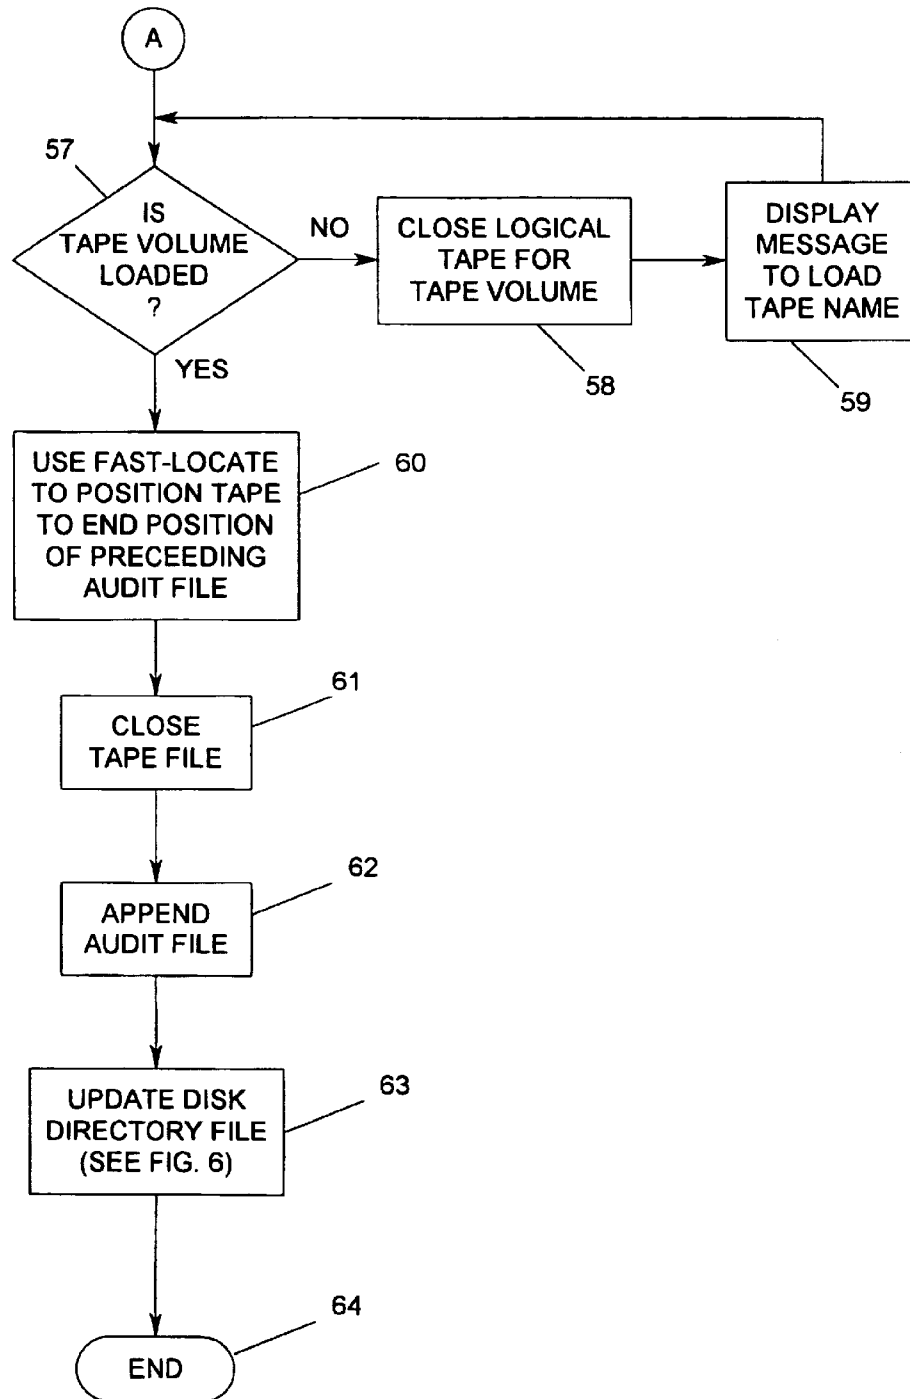 A
57
IS
TAPE VOLUME
LOADED
?
NO
CLOSE LOGICAL
TAPE FOR
TAPE VOLUME
58
DISPLAY
MESSAGE
TO LOAD
TAPE NAME
59
YES
USE FAST-LOCATE
TO POSITION TAPE
TO END POSITION
OF PRECEEDING
AUDIT FILE
60
CLOSE
TAPE FILE
61
APPEND
AUDIT FILE
62
UPDATE DISK
DIRECTORY FILE
(SEE FIG. 6)
63
END
64